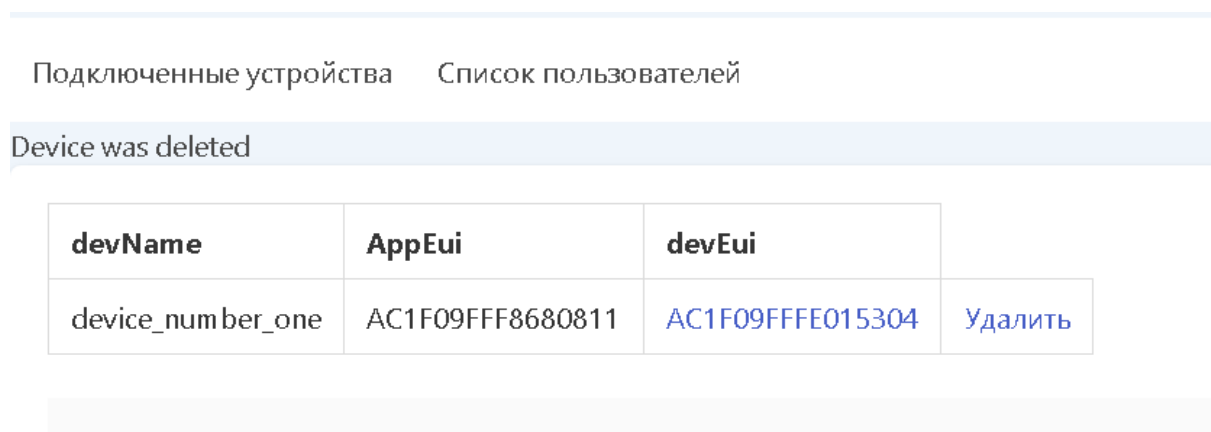 Подключенные устройства Список пользователей
Device was deleted
devName AppEui devEui
device_number_one AC1F09FFF8680811 AC1F09FFFE015304 Удалить